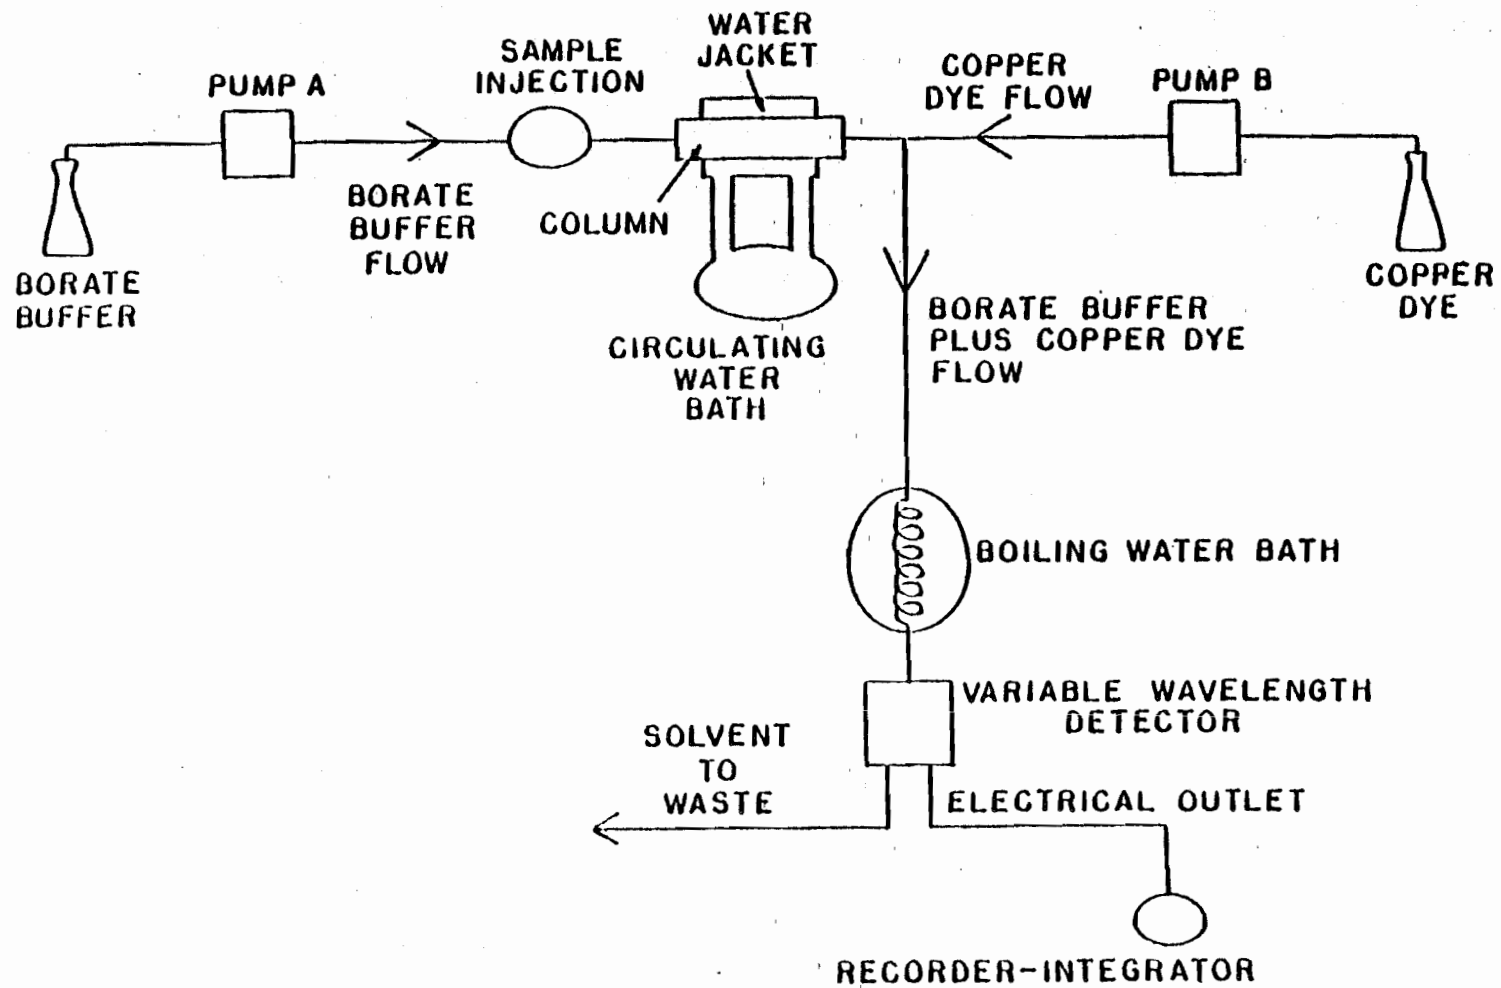 WATER
JACKET
SAMPLE
INJECTION
COPPER
DYE FLOW
PUMP A
PUMP B
BORATE
BUFFER
FLOW
COLUMN
BORATE
BUFFER
COPPER
DYE
CIRCULATING
WATER
BATH
BORATE BUFFER
PLUS COPPER DYE
FLOW
BOILING WATER BATH
VARIABLE WAVELENGTH
DETECTOR
SOLVENT
TO
WASTE
ELECTRICAL OUTLET
RECORDER-INTEGRATOR